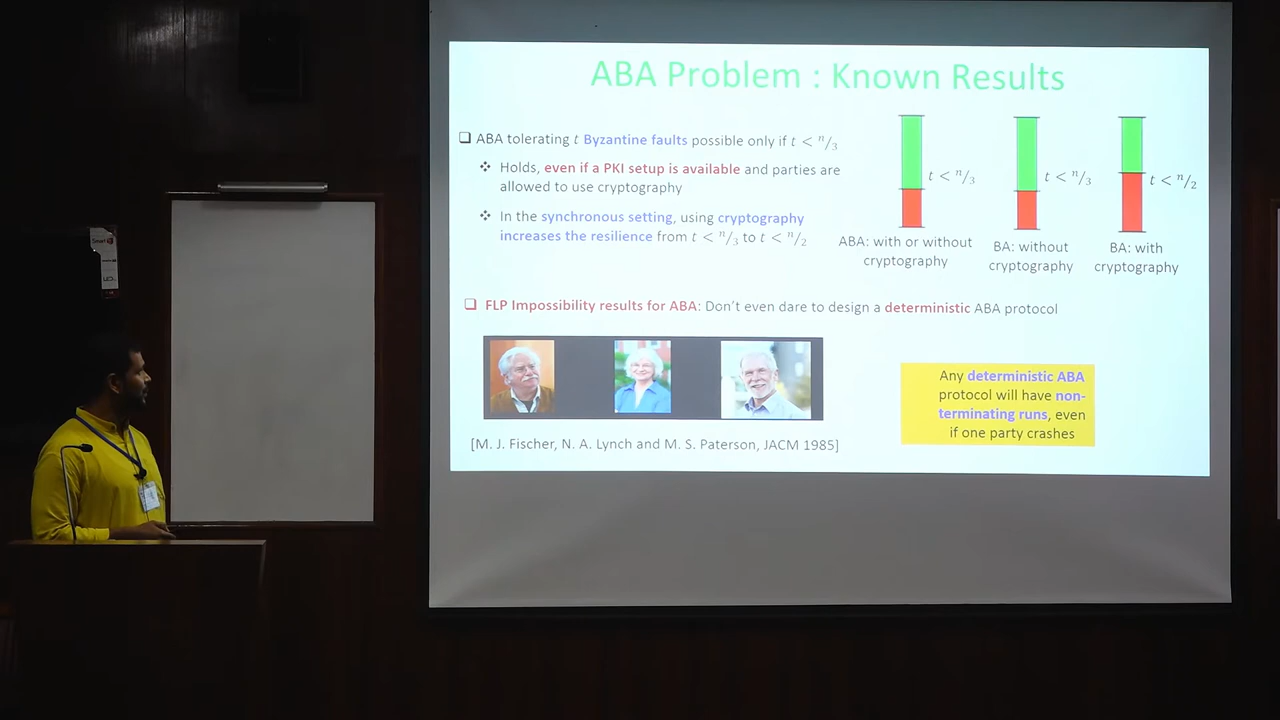 ABA Problem : Known Results
❑ ABA tolerating t Byzantine faults possible only if t < n/3
❖ Holds, even if a PKI setup is available and parties are
allowed to use cryptography
❖ In the synchronous setting, using cryptography
increases the resilience from t < n/3 to t < n/2
t < n/3
t < n/3
t < n/2
ABA: with or without
cryptography
BA: without
cryptography
BA: with
cryptography
❑ FLP Impossibility results for ABA: Don't even dare to design a deterministic ABA protocol
[M. J. Fischer, N. A. Lynch and M. S. Paterson, JACM 1985]
Any deterministic ABA
protocol will have non-
terminating runs, even
if one party crashes